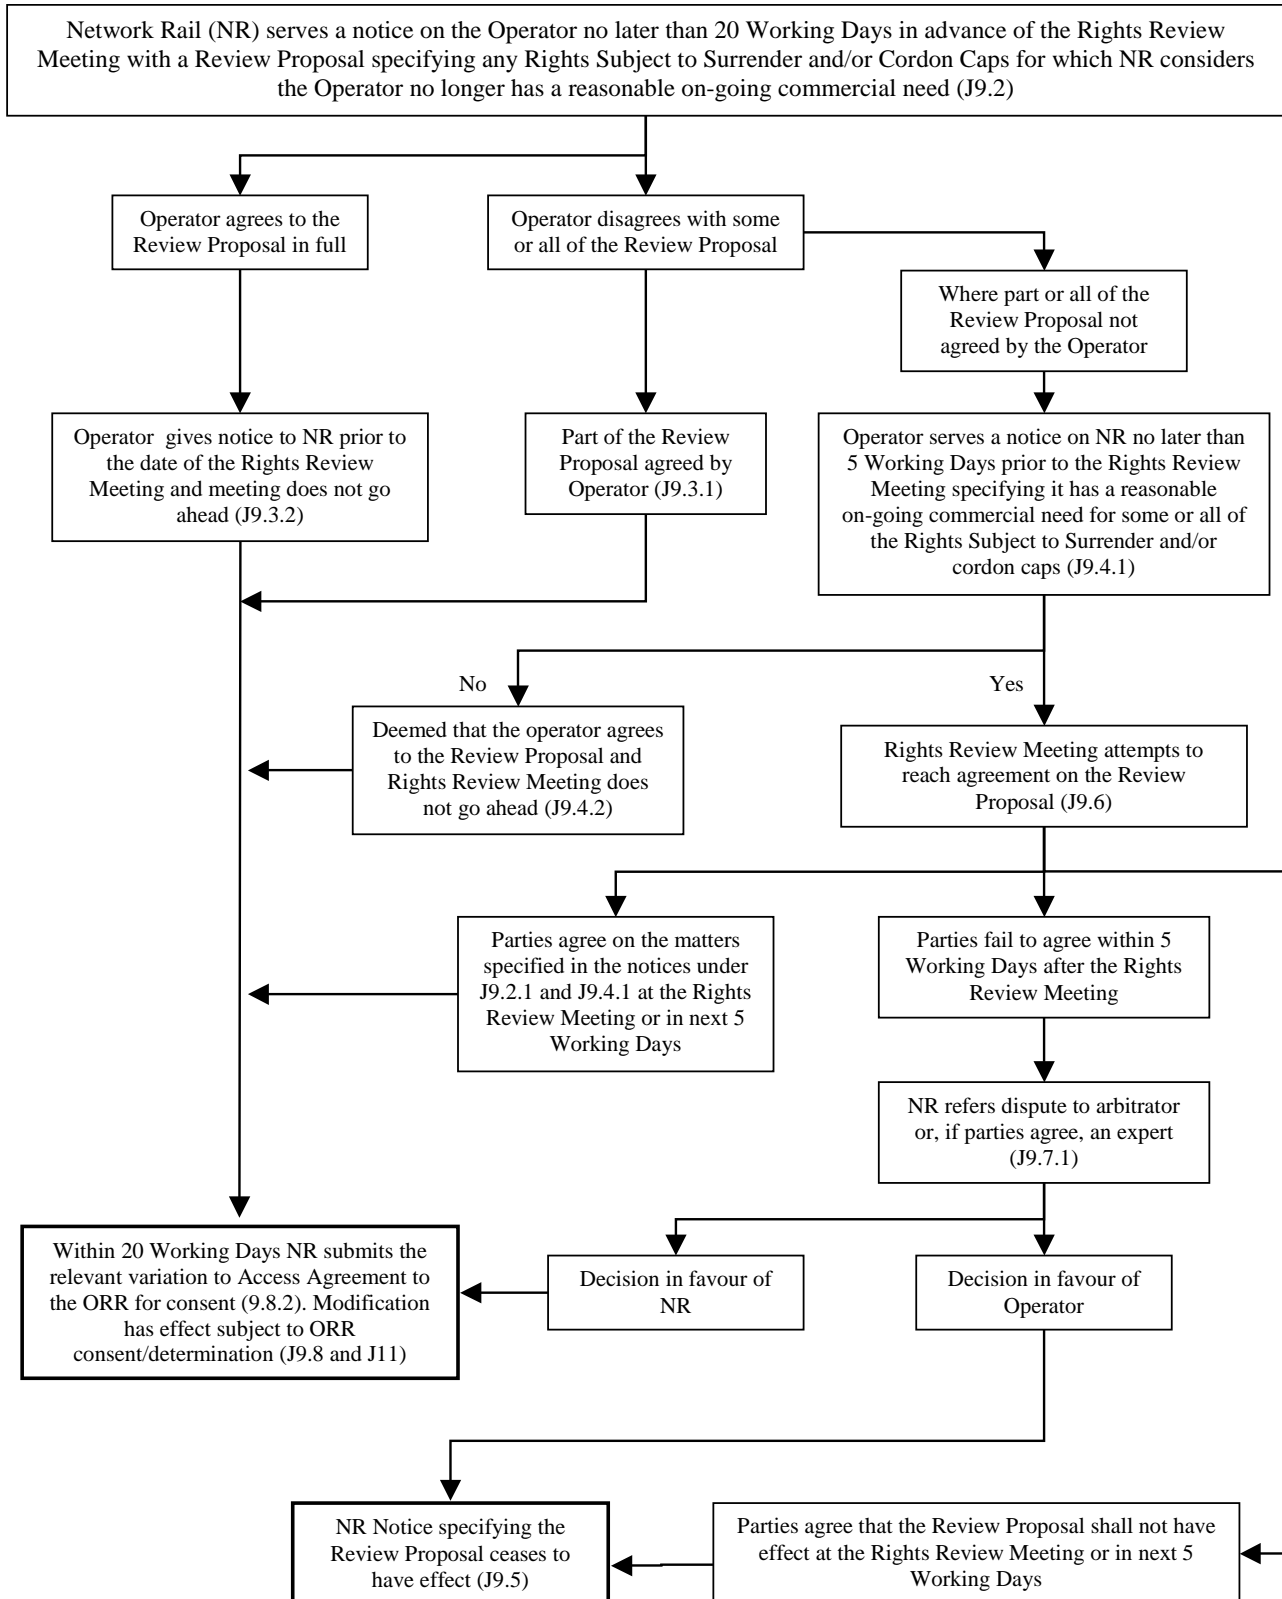 Network Rail (NR) serves a notice on the Operator no later than 20 Working Days in advance of the Rights Review
Meeting with a Review Proposal specifying any Rights Subject to Surrender and/or Cordon Caps for which NR considers
the Operator no longer has a reasonable on-going commercial need (J9.2)
Operator agrees to the
Review Proposal in full
Operator disagrees with some
or all of the Review Proposal
Where part or all of the
Review Proposal not
agreed by the Operator
Operator gives notice to NR prior to
the date of the Rights Review
Meeting and meeting does not go
ahead (J9.3.2)
Part of the Review
Proposal agreed by
Operator (J9.3.1)
Operator serves a notice on NR no later than
5 Working Days prior to the Rights Review
Meeting specifying it has a reasonable
on-going commercial need for some or all of
the Rights Subject to Surrender and/or
cordon caps (J9.4.1)
No
Yes
Deemed that the operator agrees
to the Review Proposal and
Rights Review Meeting does
not go ahead (J9.4.2)
Rights Review Meeting attempts to
reach agreement on the Review
Proposal (J9.6)
Parties agree on the matters
specified in the notices under
J9.2.1 and J9.4.1 at the Rights
Review Meeting or in next 5
Working Days
Parties fail to agree within 5
Working Days after the Rights
Review Meeting
NR refers dispute to arbitrator
or, if parties agree, an expert
(J9.7.1)
Within 20 Working Days NR submits the
relevant variation to Access Agreement to
the ORR for consent (9.8.2). Modification
has effect subject to ORR
consent/determination (J9.8 and J11)
Decision in favour of
NR
Decision in favour of
Operator
NR Notice specifying the
Review Proposal ceases to
have effect (J9.5)
Parties agree that the Review Proposal shall not have
effect at the Rights Review Meeting or in next 5
Working Days